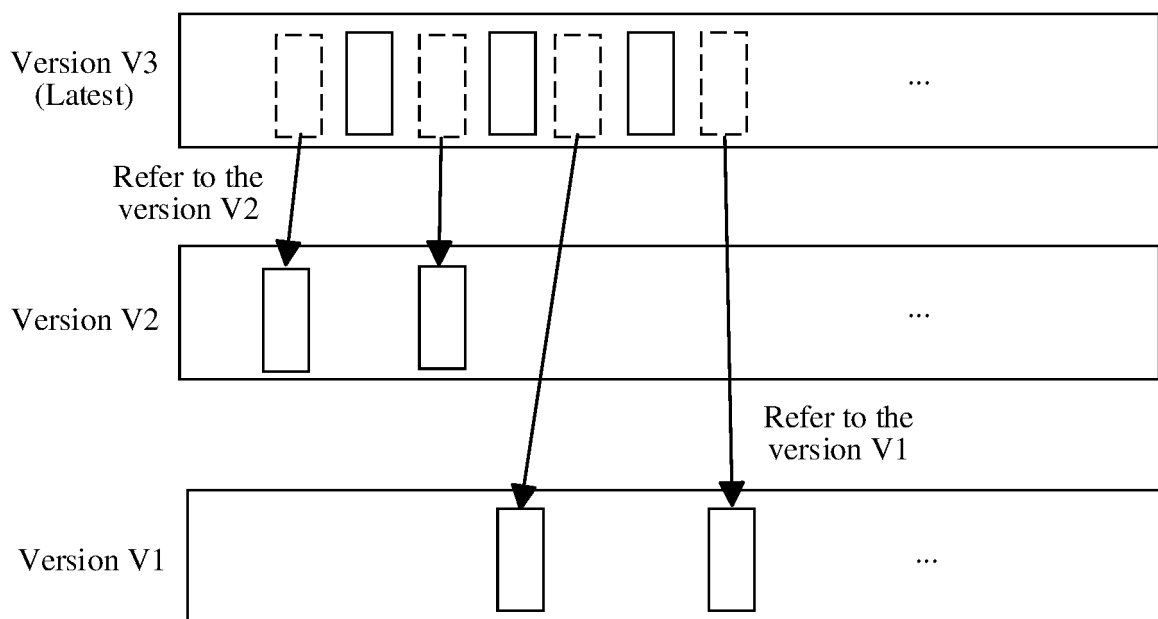 Version V3
(Latest)
...
Refer to the
version V2
Version V2
...
Refer to the
version V1
Version V1
...